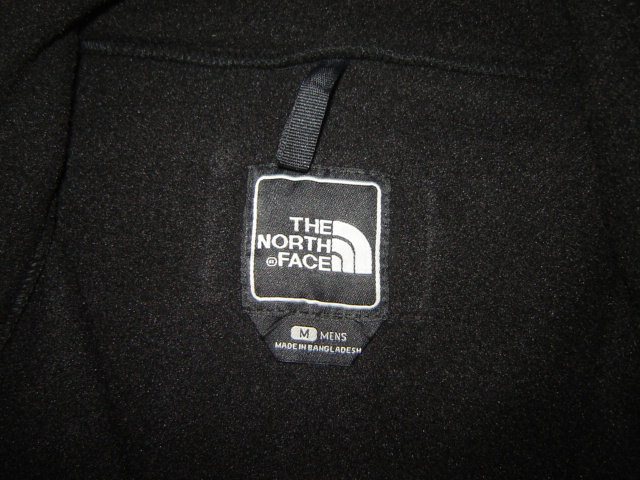 THE
NORTH
®FACE
M MENS
MADE IN BANGLADESH